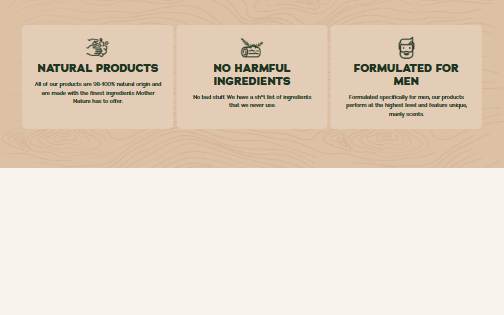 NATURAL PRODUCTS
All of our products are 98-100% natural origin and
are made with the finest ingredients Mother
Nature has to offer.
NO HARMFUL
INGREDIENTS
No bad stuff. We have a sh*t list of ingredients
that we never use.
FORMULATED FOR
MEN
Formulated specifically for men, our products
perform at the highest level and feature unique,
manly scents.